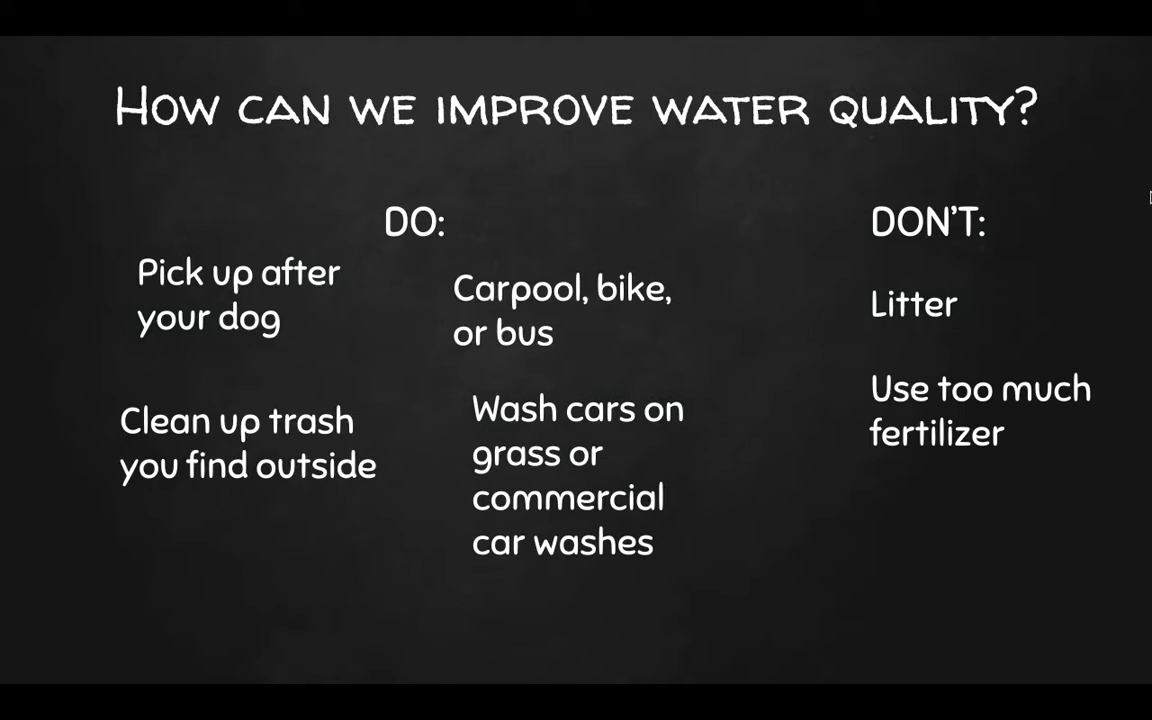 How can we improve water quality?
DO:
Pick up after
your dog
Clean up trash
you find outside
Carpool, bike,
or bus
Wash cars on
grass or
commercial
car washes
DON’T:
Litter
Use too much
fertilizer